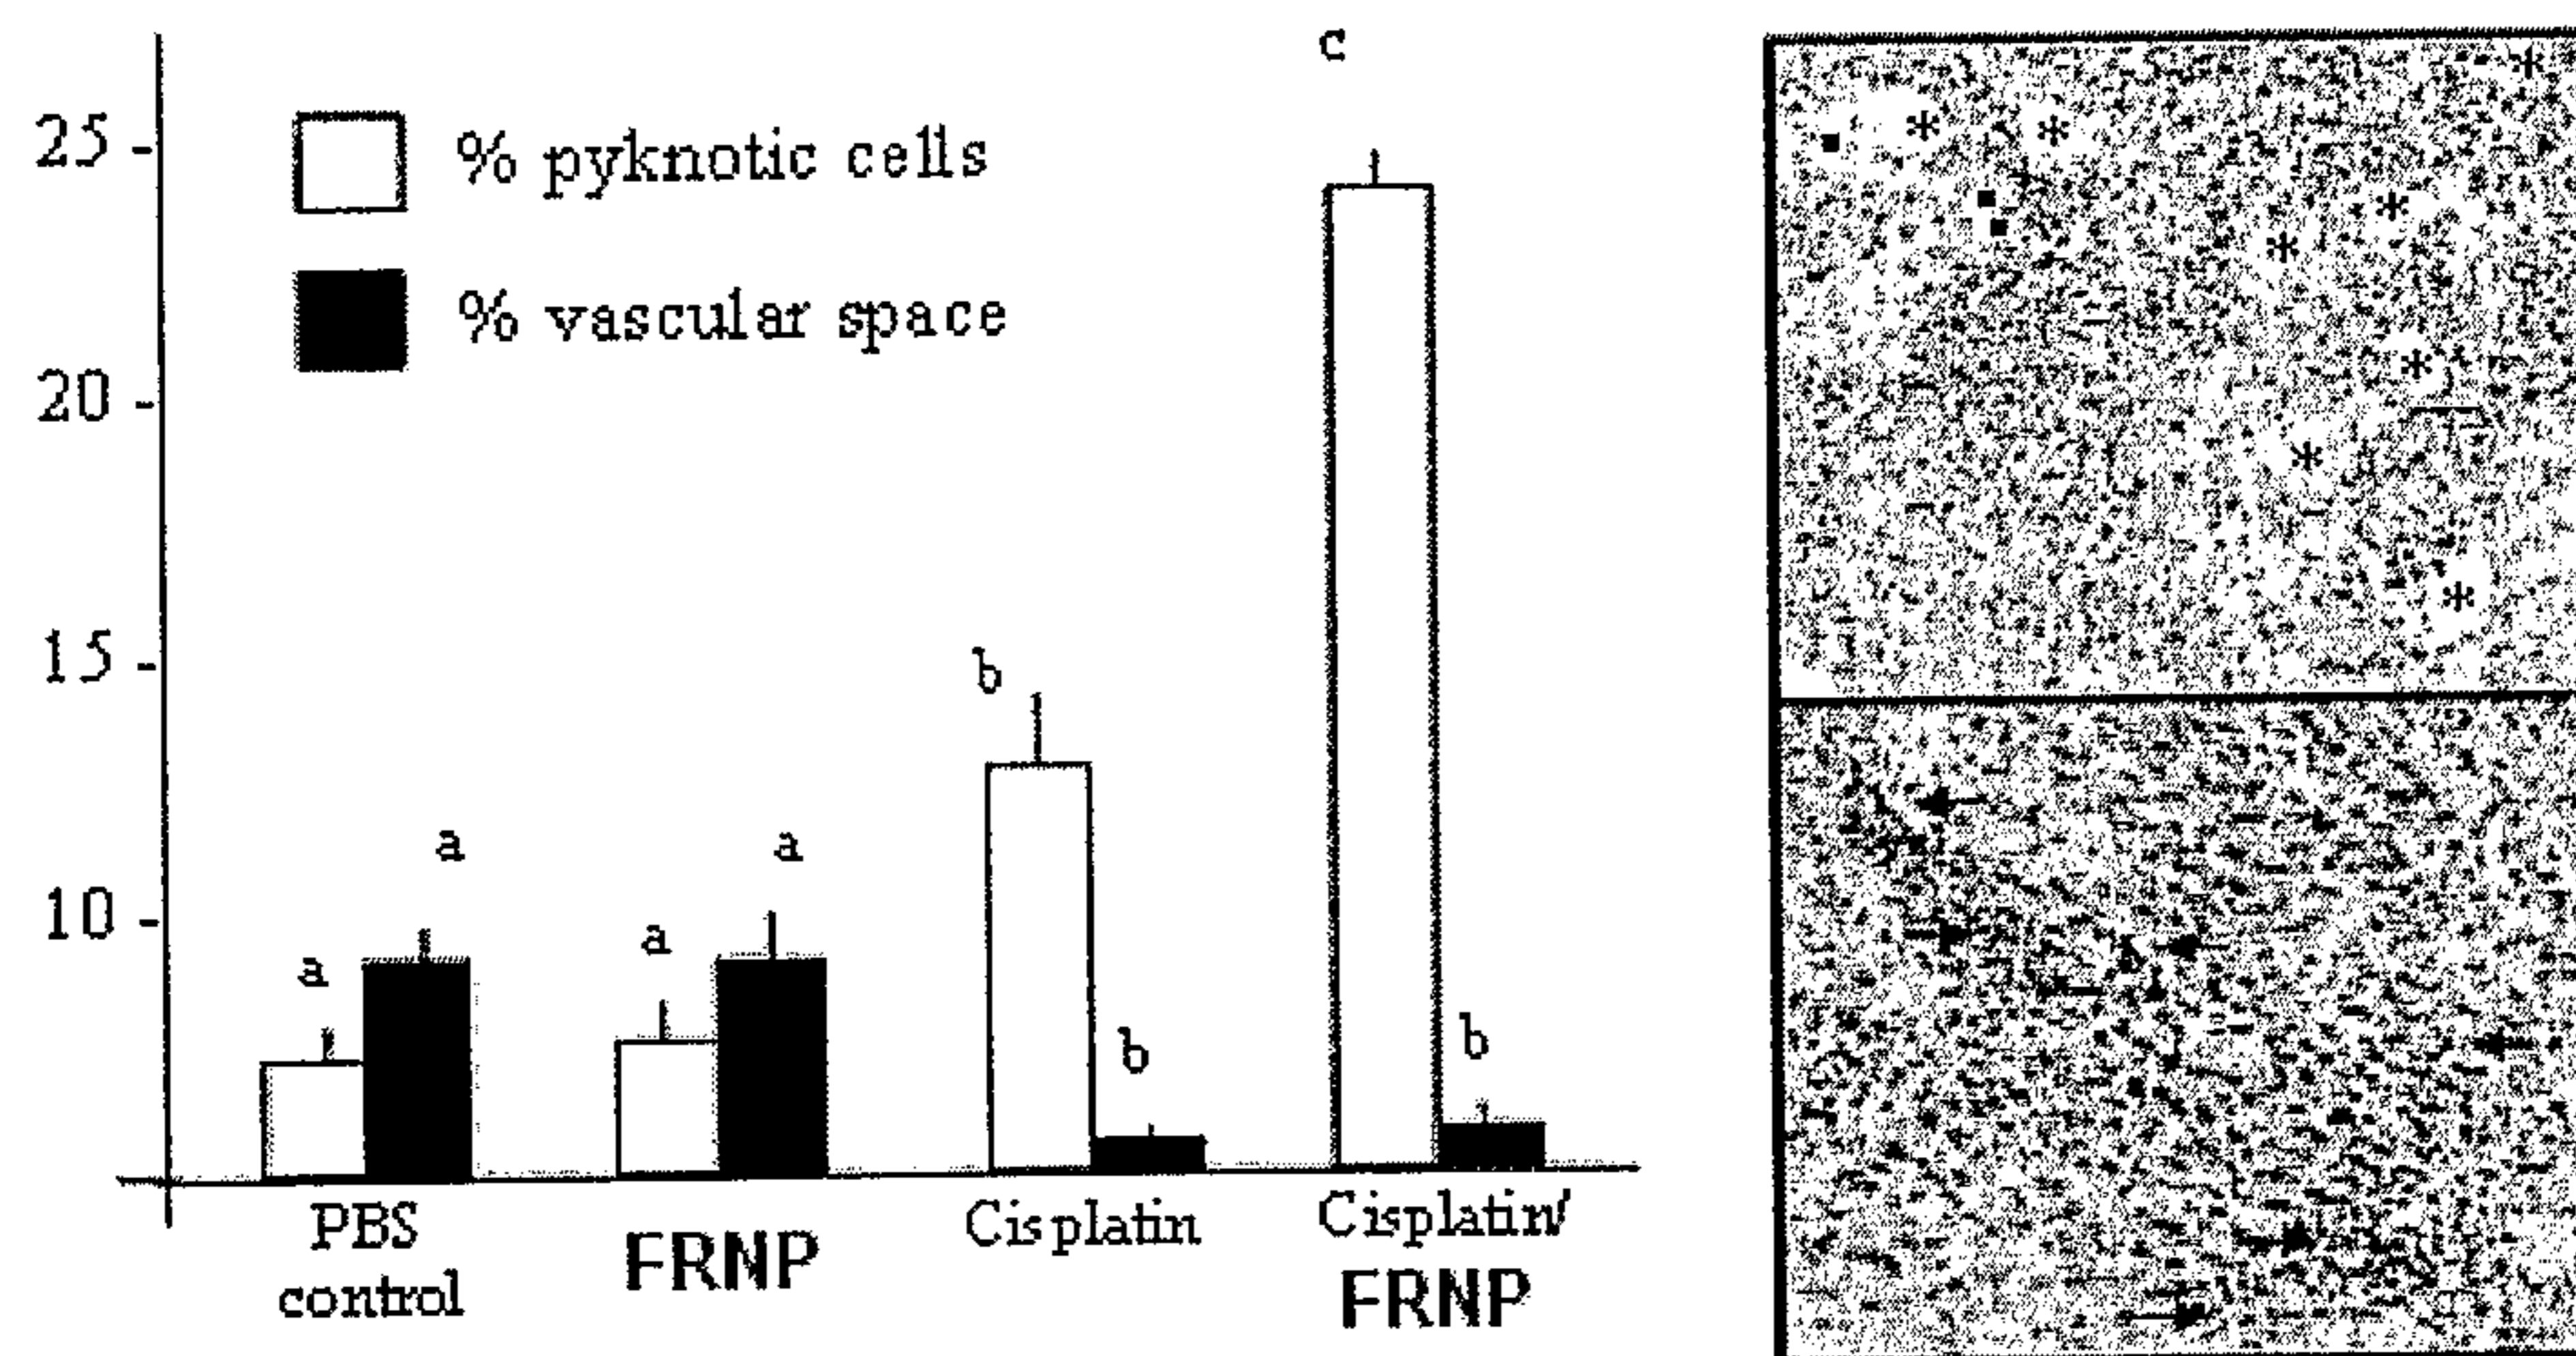 c
25
% pyknotic cells
% vascular space
20
15
b
a
a
10
a
a
b
b
PBS
control
FRNP
Cisplatin
Cisplatin/
FRNP
*
*
*
*
*
*
*
*